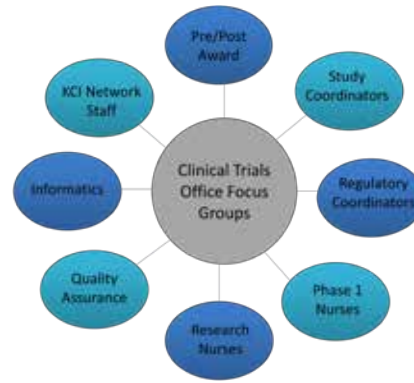 Pre/Post
Award
KCI Network
Staff
Study
Coordinators
Clinical Trials
Office Focus
Groups
Informatics
Regulatory
Coordinators
Quality
Assurance
Phase 1
Nurses
Research
Nurses